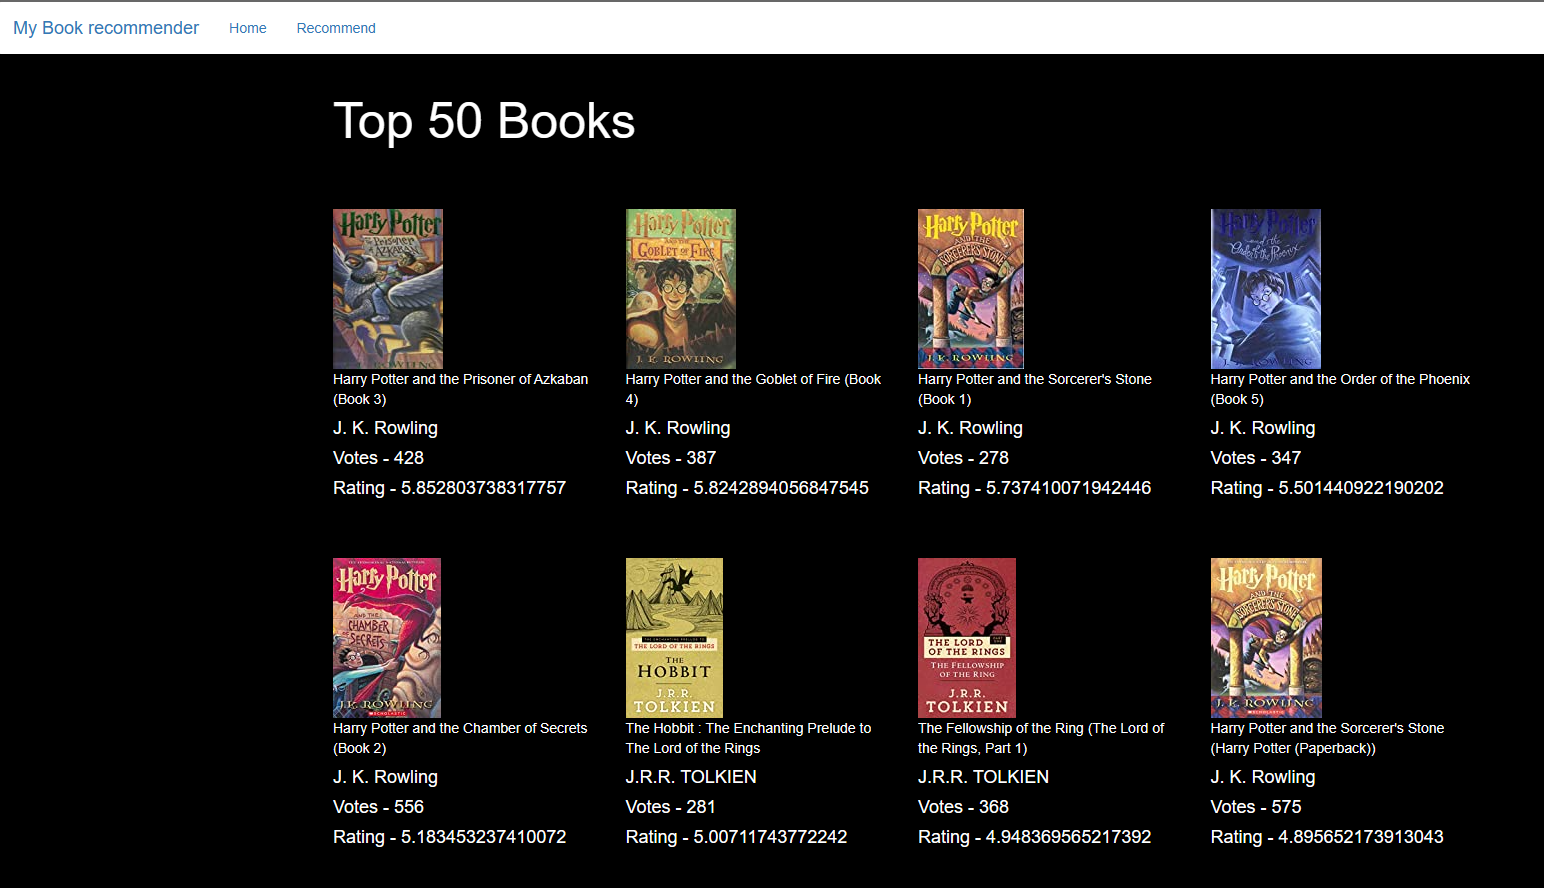 My Book recommender Home Recommend
Top 50 Books
Harry Potter
Prisoner of
AZKABAN
Harry Potter and the Prisoner of Azkaban
(Book 3)
J. K. Rowling
Votes - 428
Rating - 5.852803738317757
Harry Potter
AND THE
GOBLET OF FIRE
J. K. ROWLING
Harry Potter and the Goblet of Fire (Book
4)
J. K. Rowling
Votes - 387
Rating - 5.8242894056847545
Harry Potter
AND THE
SORCERER'S STONE
J. K. ROWLING
Harry Potter and the Sorcerer's Stone
(Book 1)
J. K. Rowling
Votes - 278
Rating - 5.737410071942446
Harry Potter
and the
Order of the Phoenix
J. K. ROWLING
Harry Potter and the Order of the Phoenix
(Book 5)
J. K. Rowling
Votes - 347
Rating - 5.501440922190202
Harry Potter
AND THE
CHAMBER
OF
SECRETS
J.K. ROWLING
SCHOLASTIC
Harry Potter and the Chamber of Secrets
(Book 2)
J. K. Rowling
Votes - 556
Rating - 5.183453237410072
THE ENCHANTING PRELUDE TO
THE LORD OF THE RINGS
THE
HOBBIT
J.R.R.
TOLKIEN
The Hobbit : The Enchanting Prelude to
The Lord of the Rings
J.R.R. TOLKIEN
Votes - 281
Rating - 5.00711743772242
THE LORD PART ONE
OF THE RINGS
THE FELLOWSHIP
OF THE RING
J.R.R.
TOLKIEN
The Fellowship of the Ring (The Lord of
the Rings, Part 1)
J.R.R. TOLKIEN
Votes - 368
Rating - 4.948369565217392
Harry Potter
AND THE
SORCERER'S STONE
J.K. ROWLING
SCHOLASTIC
Harry Potter and the Sorcerer's Stone
(Harry Potter (Paperback))
J. K. Rowling
Votes - 575
Rating - 4.895652173913043